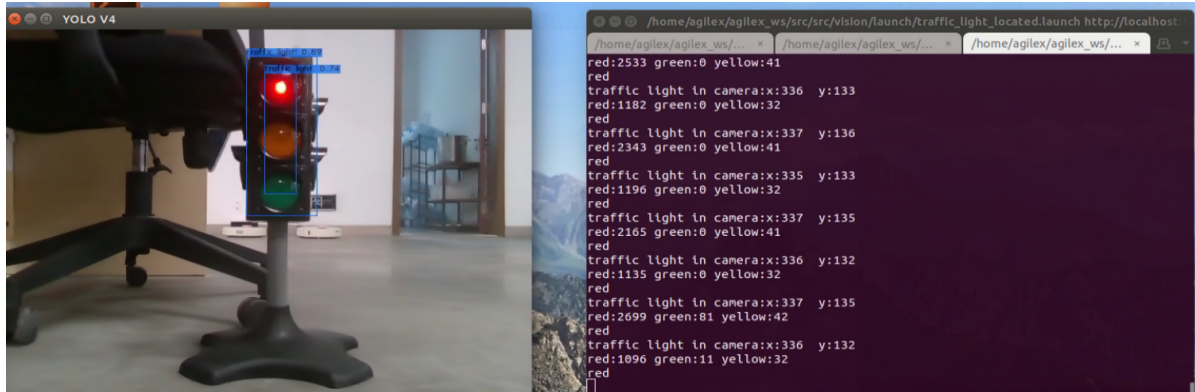 YOLO V4
traffic light 0.89
traffic light 0.74
/home/agilex/agilex_ws/src/src/vision/launch/traffic_light_located.launch http://localhost:
/home/agilex/agilex_ws/... × /home/agilex/agilex_ws/... × /home/agilex/agilex_ws/... ×
red:2533 green:0 yellow:41
red
traffic light in camera:x:336 y:133
red:1182 green:0 yellow:32
red
traffic light in camera:x:337 y:136
red:2343 green:0 yellow:41
red
traffic light in camera:x:335 y:133
red:1196 green:0 yellow:32
red
traffic light in camera:x:337 y:135
red:2165 green:0 yellow:41
red
traffic light in camera:x:336 y:132
red:1135 green:0 yellow:32
red
traffic light in camera:x:337 y:135
red:2699 green:81 yellow:42
red
traffic light in camera:x:336 y:132
red:1096 green:11 yellow:32
red